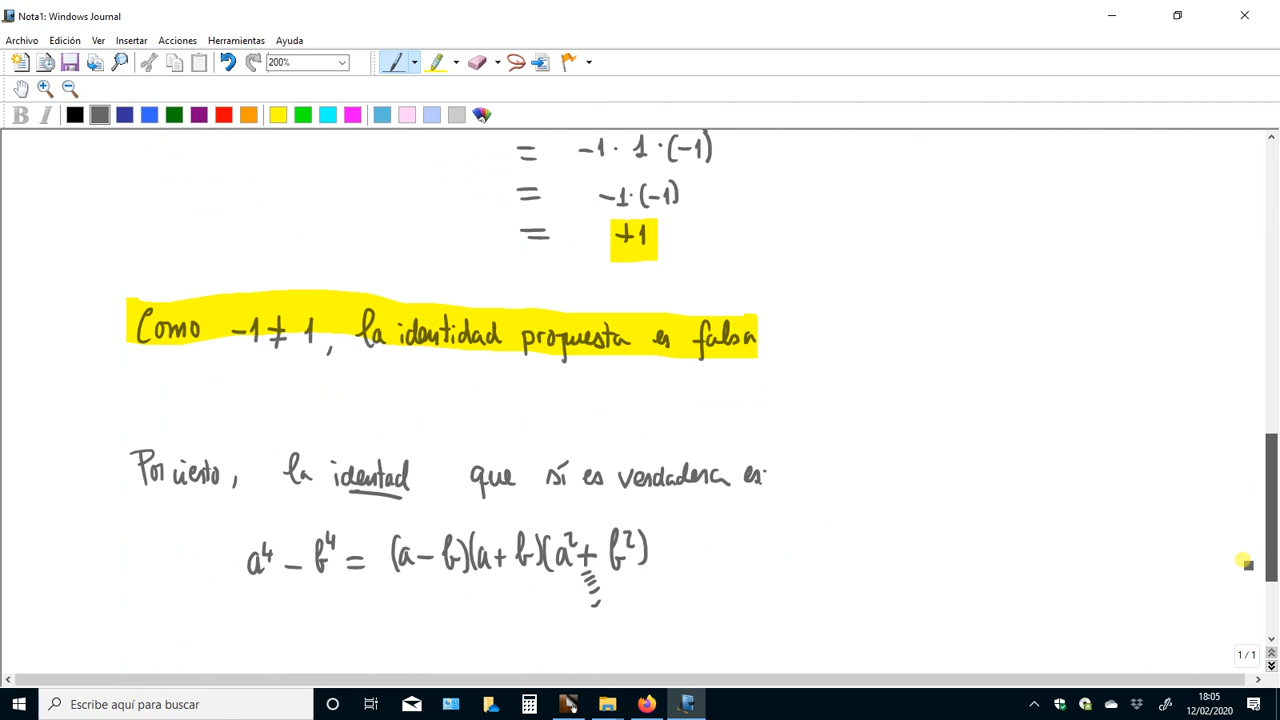 Nota1: Windows Journal
Archivo Edición Ver Insertar Acciones Herramientas Ayuda
200%
B I
= -1 · 1 · (-1)
= -1 · (-1)
= +1
Como -1 ≠ 1, la identidad propuesta es falsa
Por cierto, la identad que sí es verdadera es:
a⁴ - b⁴ = (a - b)(a + b)(a² + b²)
1 / 1
Escribe aquí para buscar
18:05
12/02/2020